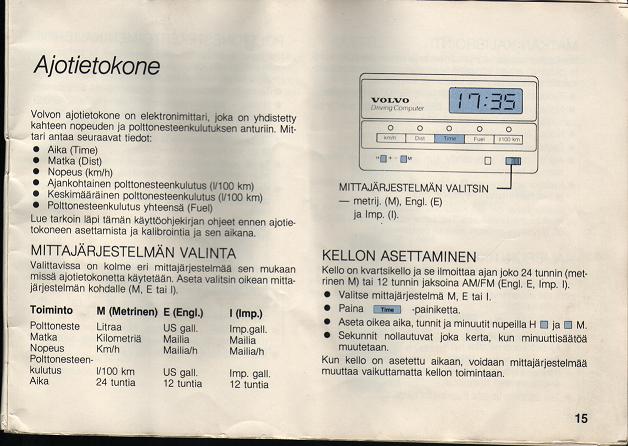 Ajotietokone
Volvon ajotietokone on elektronimittari, joka on yhdistetty
kahteen nopeuden ja polttonesteenkulutuksen anturiin. Mit-
tari antaa seuraavat tiedot:
● Aika (Time)
● Matka (Dist)
● Nopeus (km/h)
● Ajankohtainen polttonesteenkulutus (l/100 km)
● Keskimääräinen polttonesteenkulutus (l/100 km)
● Polttonesteenkulutus yhteensä (Fuel)
Lue tarkoin läpi tämän käyttöohjekirjan ohjeet ennen ajotie-
tokoneen asettamista ja kalibrointia ja sen aikana.
MITTAJÄRJESTELMÄN VALINTA
Valittavissa on kolme eri mittajärjestelmää sen mukaan
missä ajotietokonetta käytetään. Aseta valitsin oikean mitta-
järjestelmän kohdalle (M, E tai I).
Toiminto M (Metrinen) E (Engl.) I (Imp.)
Polttoneste Litraa US gall. Imp.gall.
Matka Kilometriä Mailia Mailia
Nopeus Km/h Mailia/h Mailia/h
Polttonesteen-
kulutus l/100 km US gall. Imp. gall.
Aika 24 tuntia 12 tuntia 12 tuntia
VOLVO
Driving Computer
17:35
km/h Dist Time Fuel l/100 km
H + - M
MITTAJÄRJESTELMÄN VALITSIN
— metrij. (M), Engl. (E)
ja Imp. (I).
KELLON ASETTAMINEN
Kello on kvartsikello ja se ilmoittaa ajan joko 24 tunnin (met-
rinen M) tai 12 tunnin jaksoina AM/FM (Engl. E, Imp. I).
● Valitse mittajärjestelmä M, E tai I.
● Paina Time -painiketta.
● Aseta oikea aika, tunnit ja minuutit nupeilla H ja M.
● Sekunnit nollautuvat joka kerta, kun minuuttisäätöä
muutetaan.
Kun kello on asetettu aikaan, voidaan mittajärjestelmää
muuttaa vaikuttamatta kellon toimintaan.
15